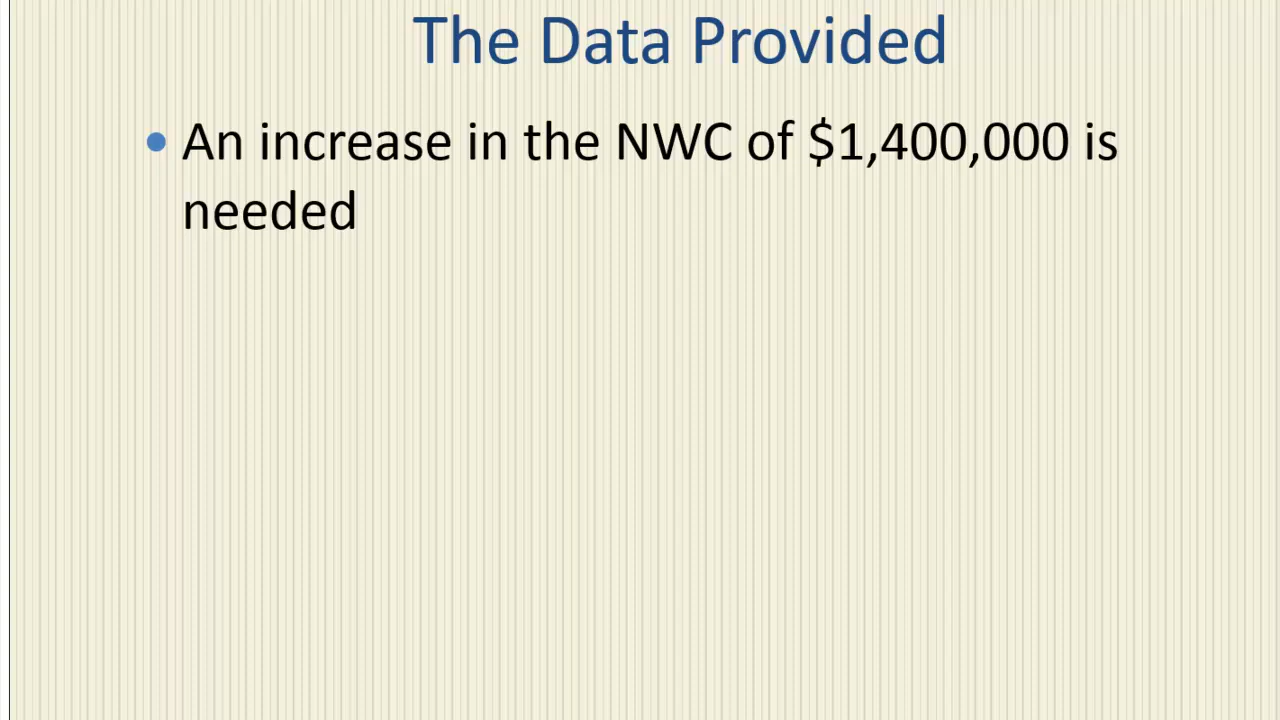 The Data Provided
• An increase in the NWC of $1,400,000 is
needed